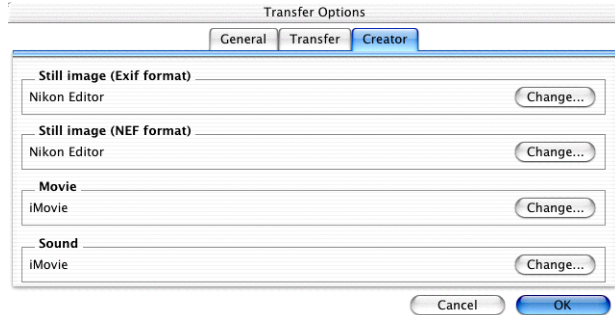 Transfer Options
General Transfer Creator
Still image (Exif format)
Nikon Editor Change...
Still image (NEF format)
Nikon Editor Change...
Movie
iMovie Change...
Sound
iMovie Change...
Cancel OK